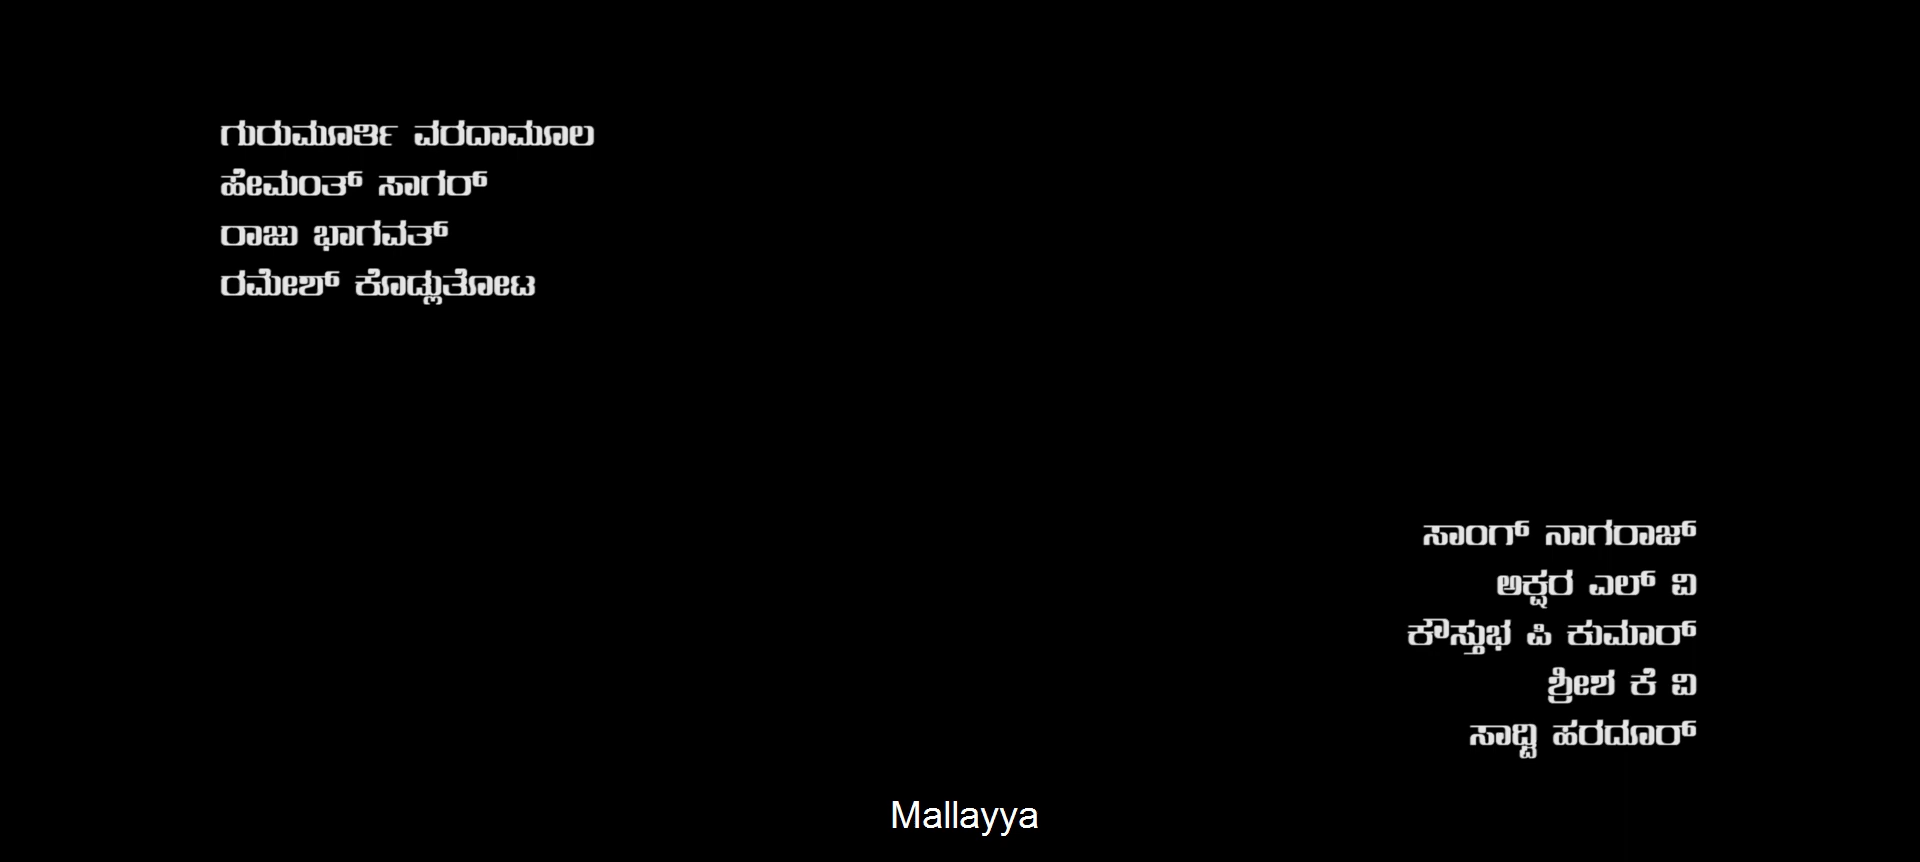 ಗುರುಮೂರ್ತಿ ವರದಾಮೂಲ
ಹೇಮಂತ್ ಸಾಗರ್
ರಾಜು ಭಾಗವತ್
ರಮೇಶ್ ಕೊಡ್ಲುತೋಟ
ಸಾಂಗ್ ನಾಗರಾಜ್
ಅಕ್ಷರ ಎಲ್ ವಿ
ಕೌಸ್ತುಭ ಪಿ ಕುಮಾರ್
ಶ್ರೀಶ ಕೆ ವಿ
ಸಾದ್ವಿ ಹರದೂರ್
Mallayya